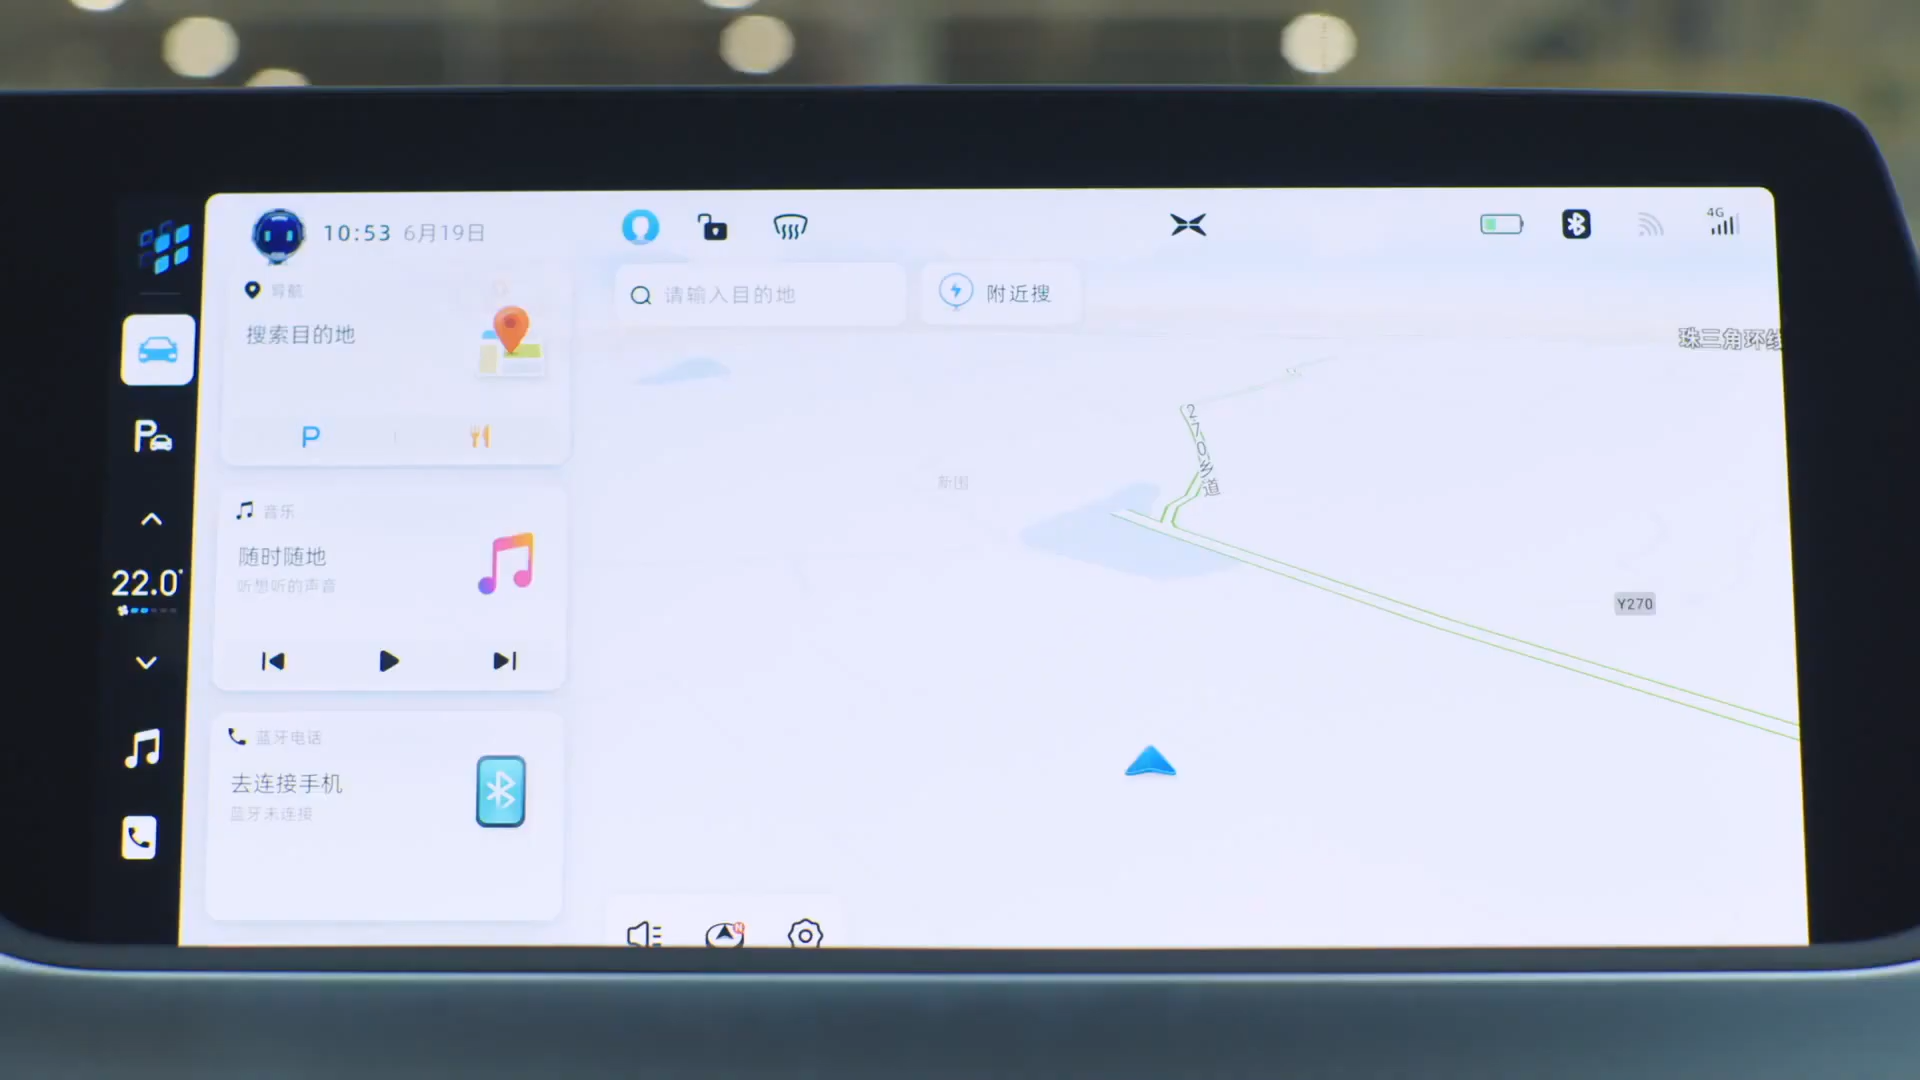 10:53 6月19日
4G
导航
搜索目的地
P
请输入目的地
附近搜
珠三角环线
270乡道
新围
Y270
P
音乐
随时随地
听想听的声音
22.0°
蓝牙电话
去连接手机
蓝牙未连接
N